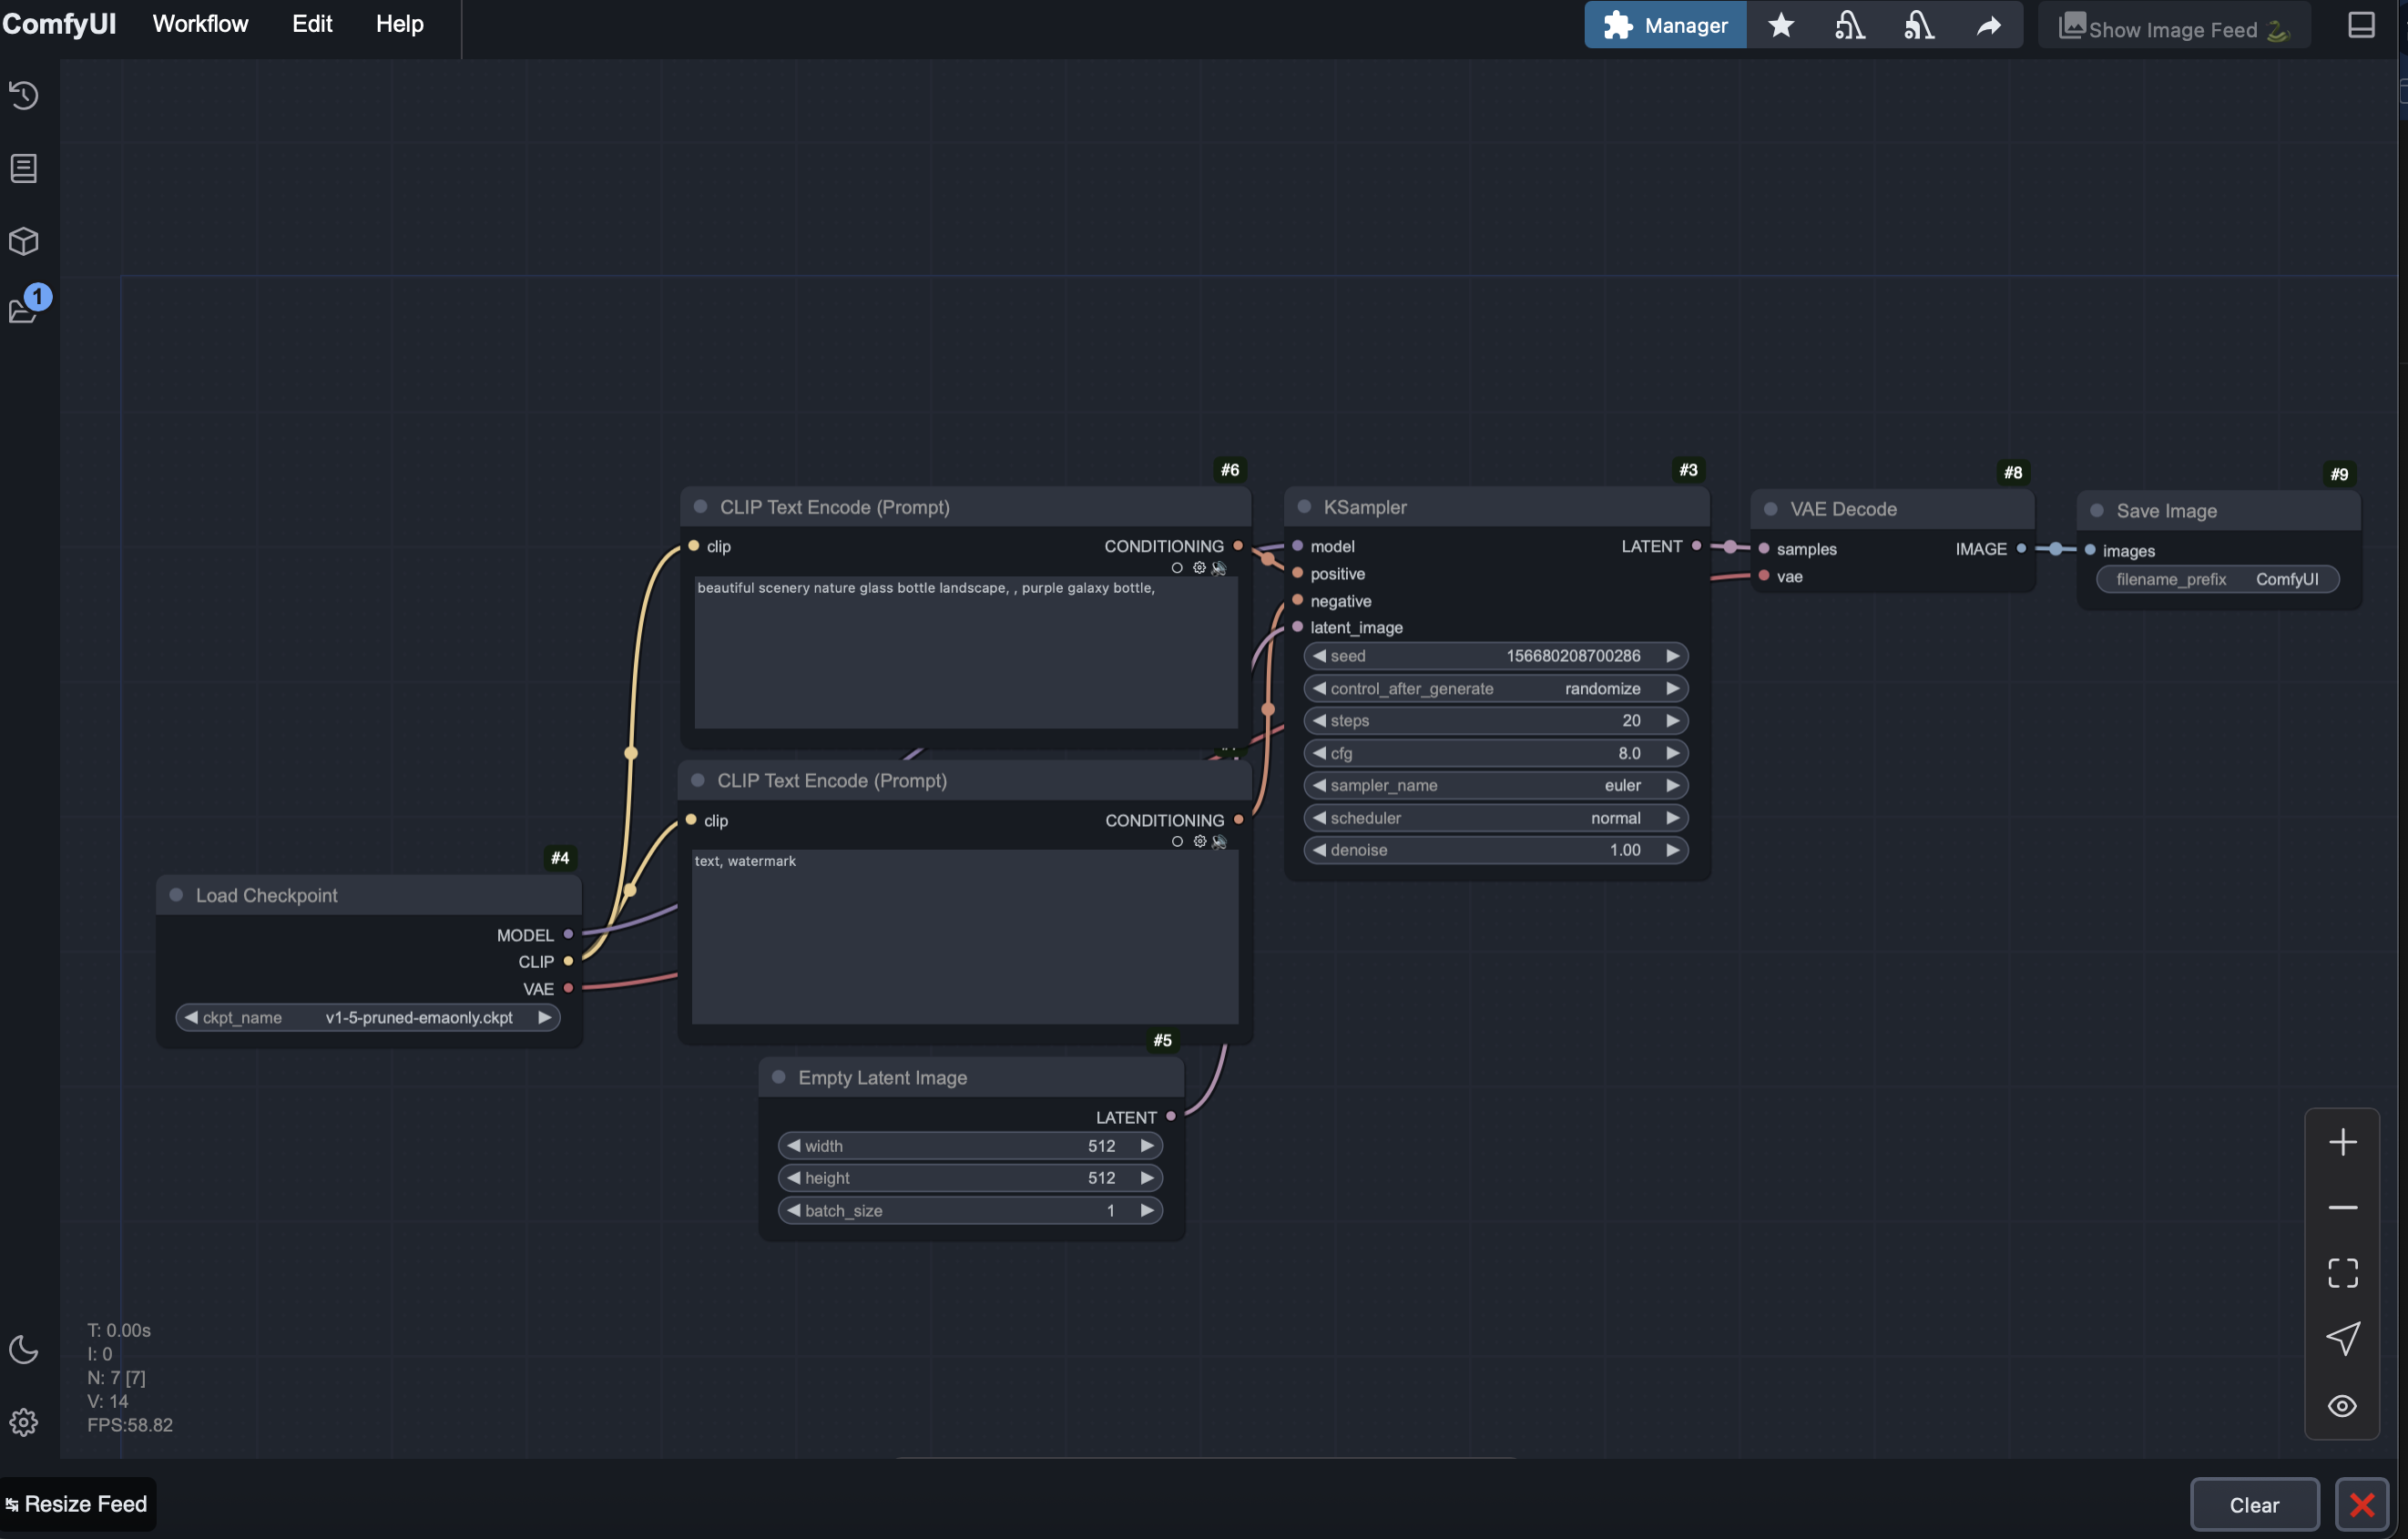 ComfyUI Workflow Edit Help
Manager
Show Image Feed
1
#6
CLIP Text Encode (Prompt)
clip CONDITIONING
beautiful scenery nature glass bottle landscape, , purple galaxy bottle,
#3
KSampler
model LATENT
positive
negative
latent_image
seed 156680208700286
control_after_generate randomize
steps 20
cfg 8.0
sampler_name euler
scheduler normal
denoise 1.00
#8
VAE Decode
samples IMAGE
vae
#9
Save Image
images
filename_prefix ComfyUI
CLIP Text Encode (Prompt)
clip CONDITIONING
text, watermark
#4
Load Checkpoint
MODEL
CLIP
VAE
ckpt_name v1-5-pruned-emaonly.ckpt
#5
Empty Latent Image
LATENT
width 512
height 512
batch_size 1
T: 0.00s
I: 0
N: 7 [7]
V: 14
FPS:58.82
Resize Feed
Clear